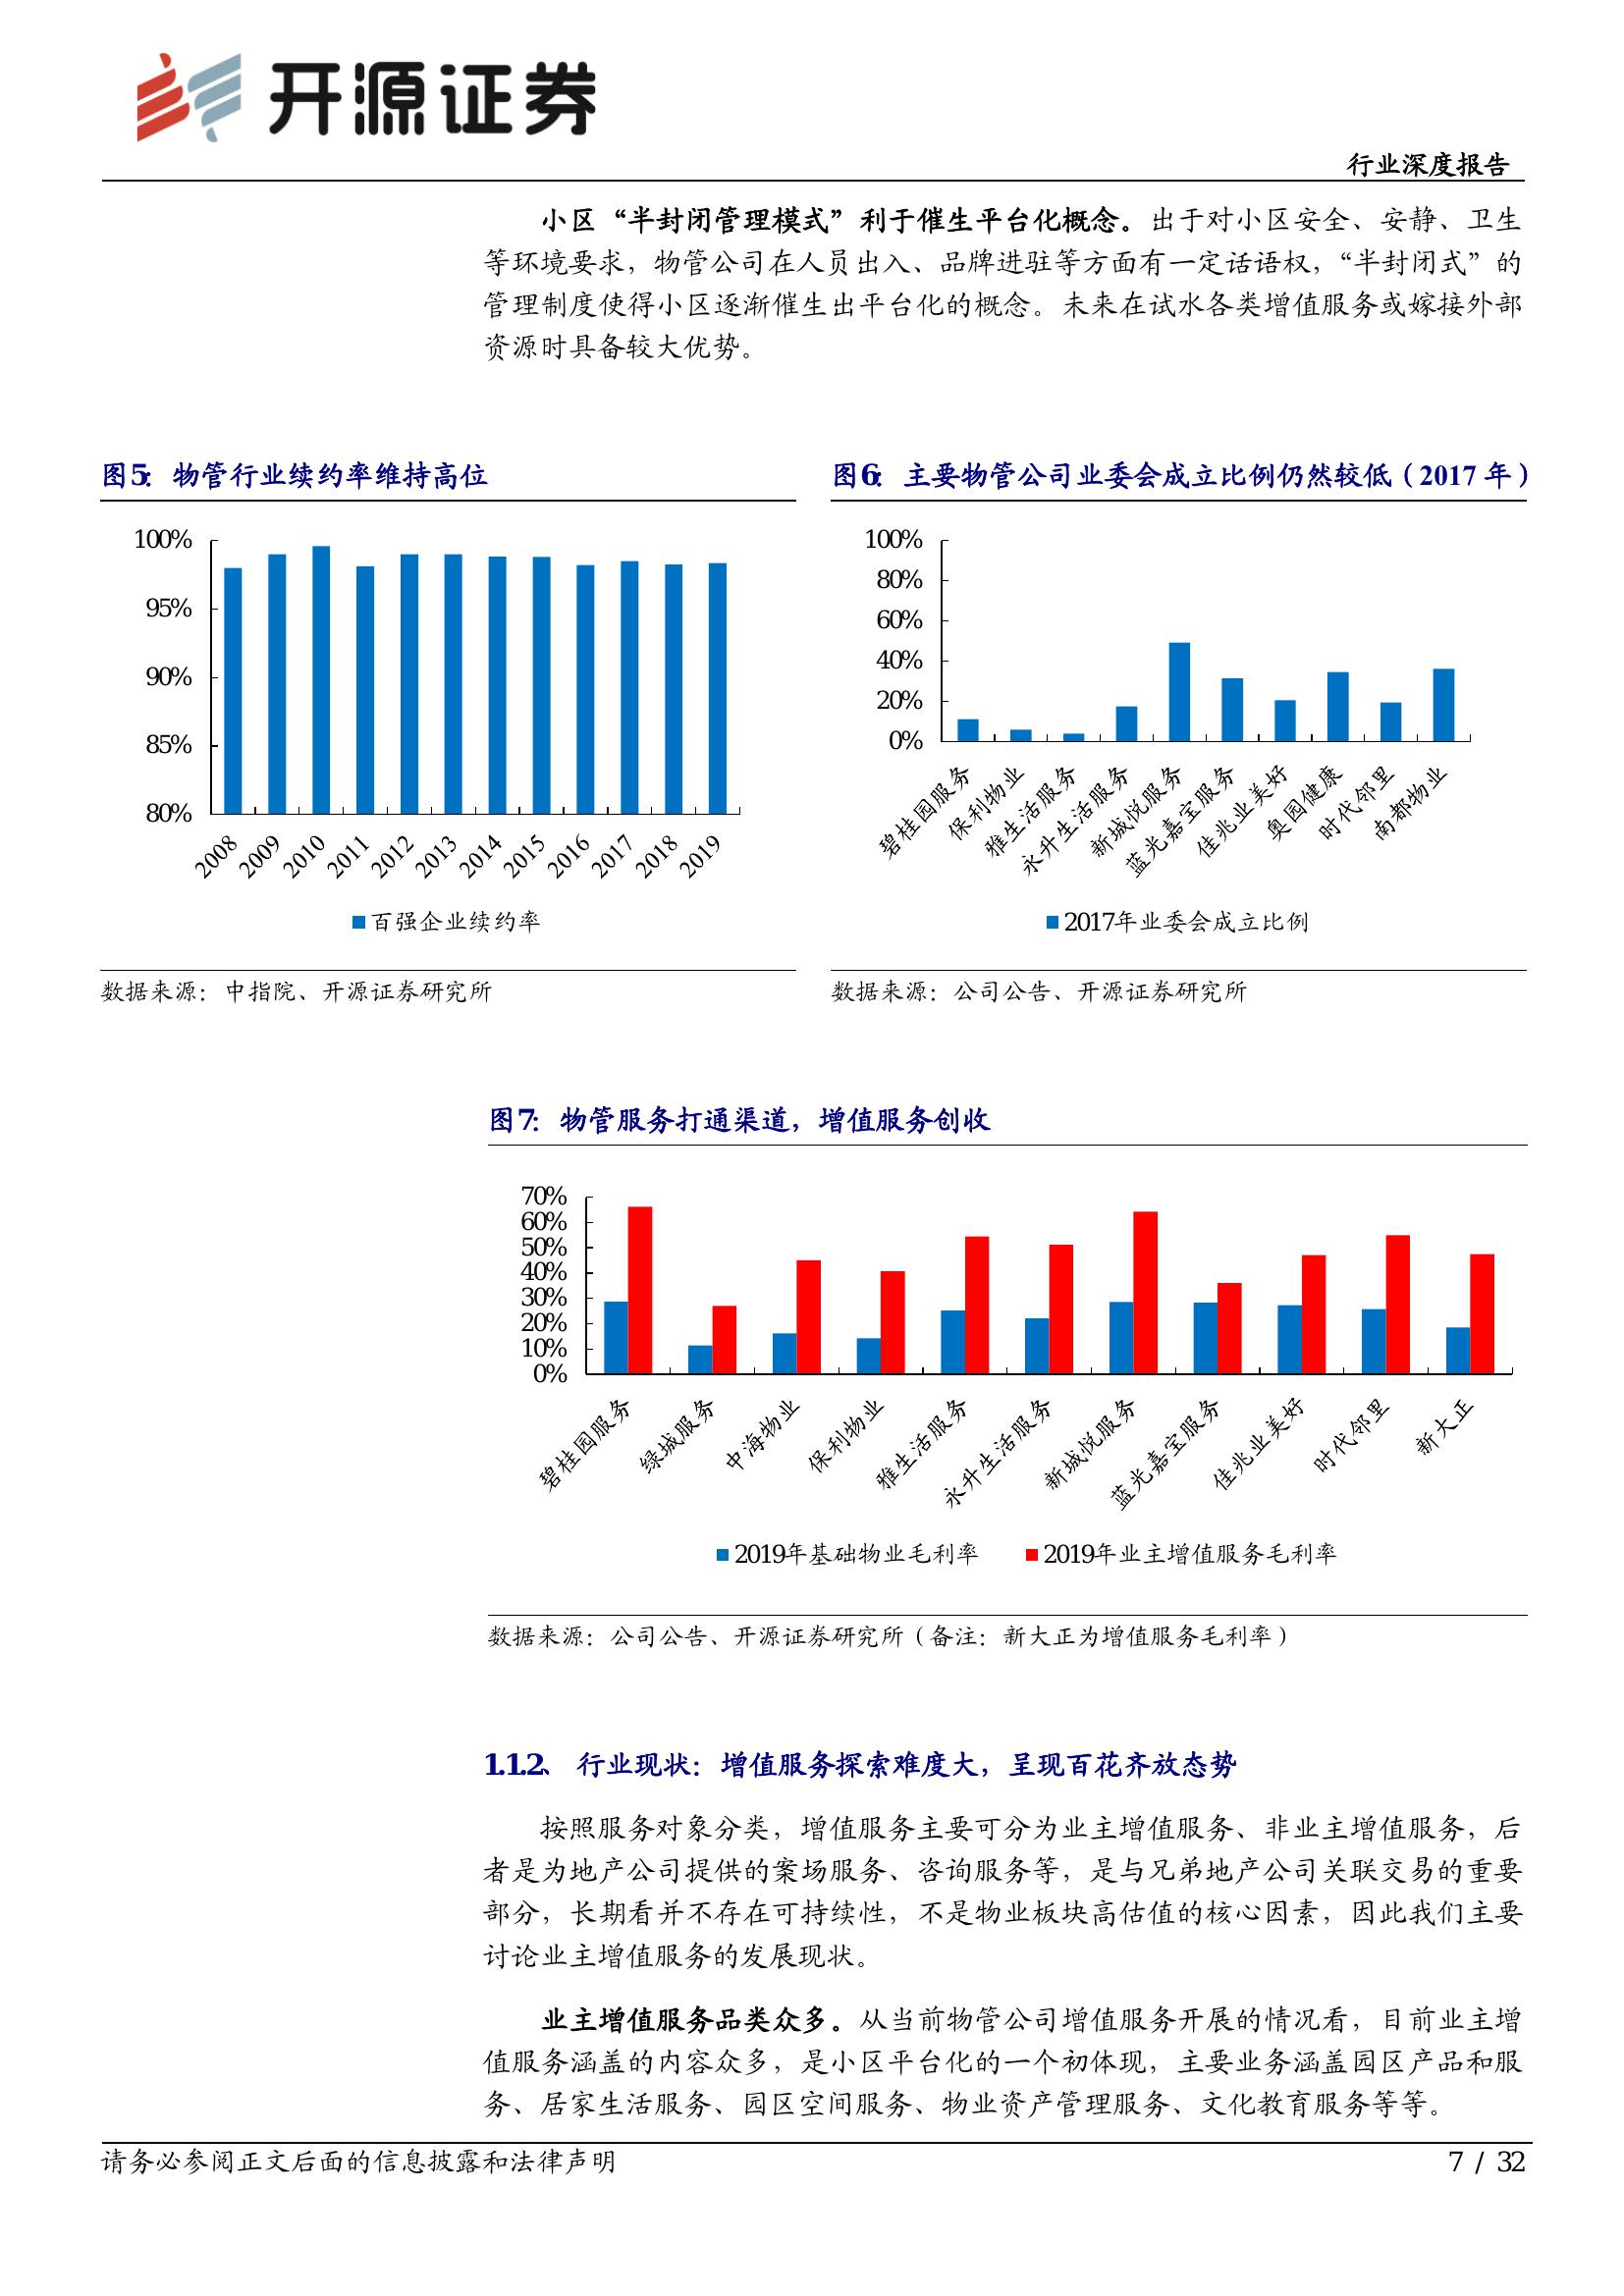 开源证券
行业深度报告
小区“半封闭管理模式”利于催生平台化概念。出于对小区安全、安静、卫生
等环境要求，物管公司在人员出入、品牌进驻等方面有一定话语权，“半封闭式”的
管理制度使得小区逐渐催生出平台化的概念。未来在试水各类增值服务或嫁接外部
资源时具备较大优势。
图5：物管行业续约率维持高位
100%
95%
90%
85%
80%
2008
2009
2010
2011
2012
2013
2014
2015
2016
2017
2018
2019
百强企业续约率
数据来源：中指院、开源证券研究所
图6：主要物管公司业委会成立比例仍然较低（2017 年）
100%
80%
60%
40%
20%
0%
碧桂园服务
保利物业
雅生活服务
永升生活服务
新城悦服务
蓝光嘉宝服务
佳兆业美好
奥园健康
时代邻里
南都物业
2017年业委会成立比例
数据来源：公司公告、开源证券研究所
图7：物管服务打通渠道，增值服务创收
70%
60%
50%
40%
30%
20%
10%
0%
碧桂园服务
绿城服务
中海物业
保利物业
雅生活服务
永升生活服务
新城悦服务
蓝光嘉宝服务
佳兆业美好
时代邻里
新大正
2019年基础物业毛利率
2019年业主增值服务毛利率
数据来源：公司公告、开源证券研究所（备注：新大正为增值服务毛利率）
1.1.2、 行业现状：增值服务探索难度大，呈现百花齐放态势
按照服务对象分类，增值服务主要可分为业主增值服务、非业主增值服务，后
者是为地产公司提供的案场服务、咨询服务等，是与兄弟地产公司关联交易的重要
部分，长期看并不存在可持续性，不是物业板块高估值的核心因素，因此我们主要
讨论业主增值服务的发展现状。
业主增值服务品类众多。从当前物管公司增值服务开展的情况看，目前业主增
值服务涵盖的内容众多，是小区平台化的一个初体现，主要业务涵盖园区产品和服
务、居家生活服务、园区空间服务、物业资产管理服务、文化教育服务等等。
请务必参阅正文后面的信息披露和法律声明
7 / 32